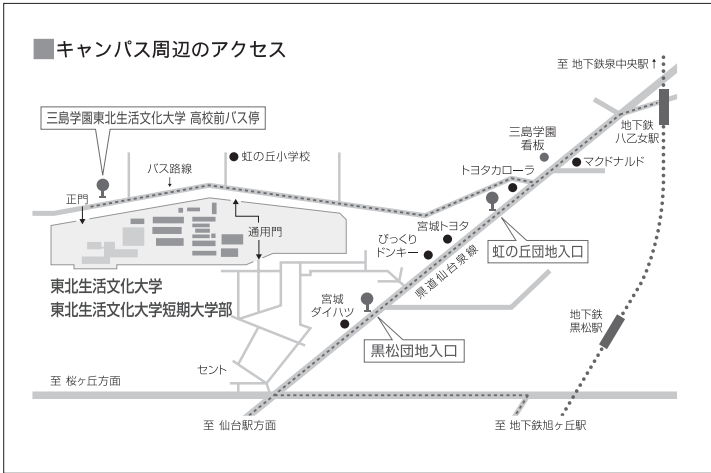 キャンパス周辺のアクセス
至 地下鉄泉中央駅↑
三島学園東北生活文化大学 高校前バス停
地下鉄
八乙女駅
三島学園
看板
マクドナルド
トヨタカローラ
虹の丘小学校
バス路線
正門
通用門
宮城トヨタ
びっくり
ドンキー
虹の丘団地入口
県道仙台泉線
東北生活文化大学
東北生活文化大学短期大学部
宮城
ダイハツ
地下鉄
黒松駅
黒松団地入口
セント
至 桜ヶ丘方面
至 仙台駅方面
至 地下鉄旭ヶ丘駅